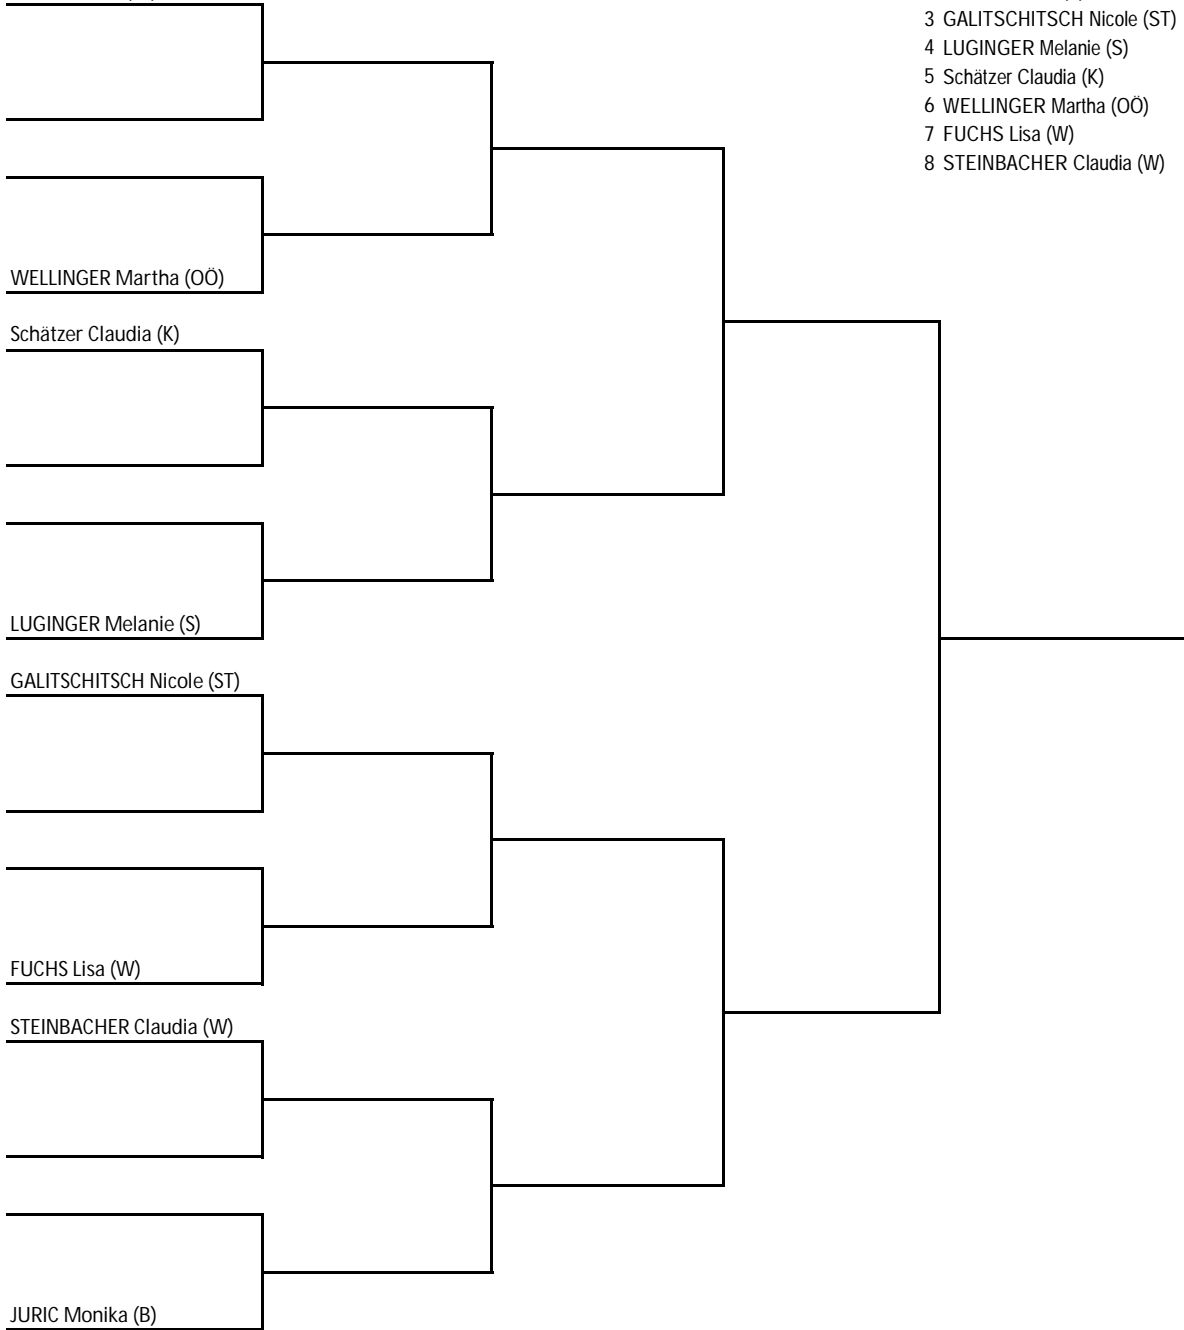 3 GALITSCHITSCH Nicole (ST)
4 LUGINGER Melanie (S)
5 Schätzer Claudia (K)
6 WELLINGER Martha (OÖ)
7 FUCHS Lisa (W)
8 STEINBACHER Claudia (W)
WELLINGER Martha (OÖ)
Schätzer Claudia (K)
LUGINGER Melanie (S)
GALITSCHITSCH Nicole (ST)
FUCHS Lisa (W)
STEINBACHER Claudia (W)
JURIC Monika (B)